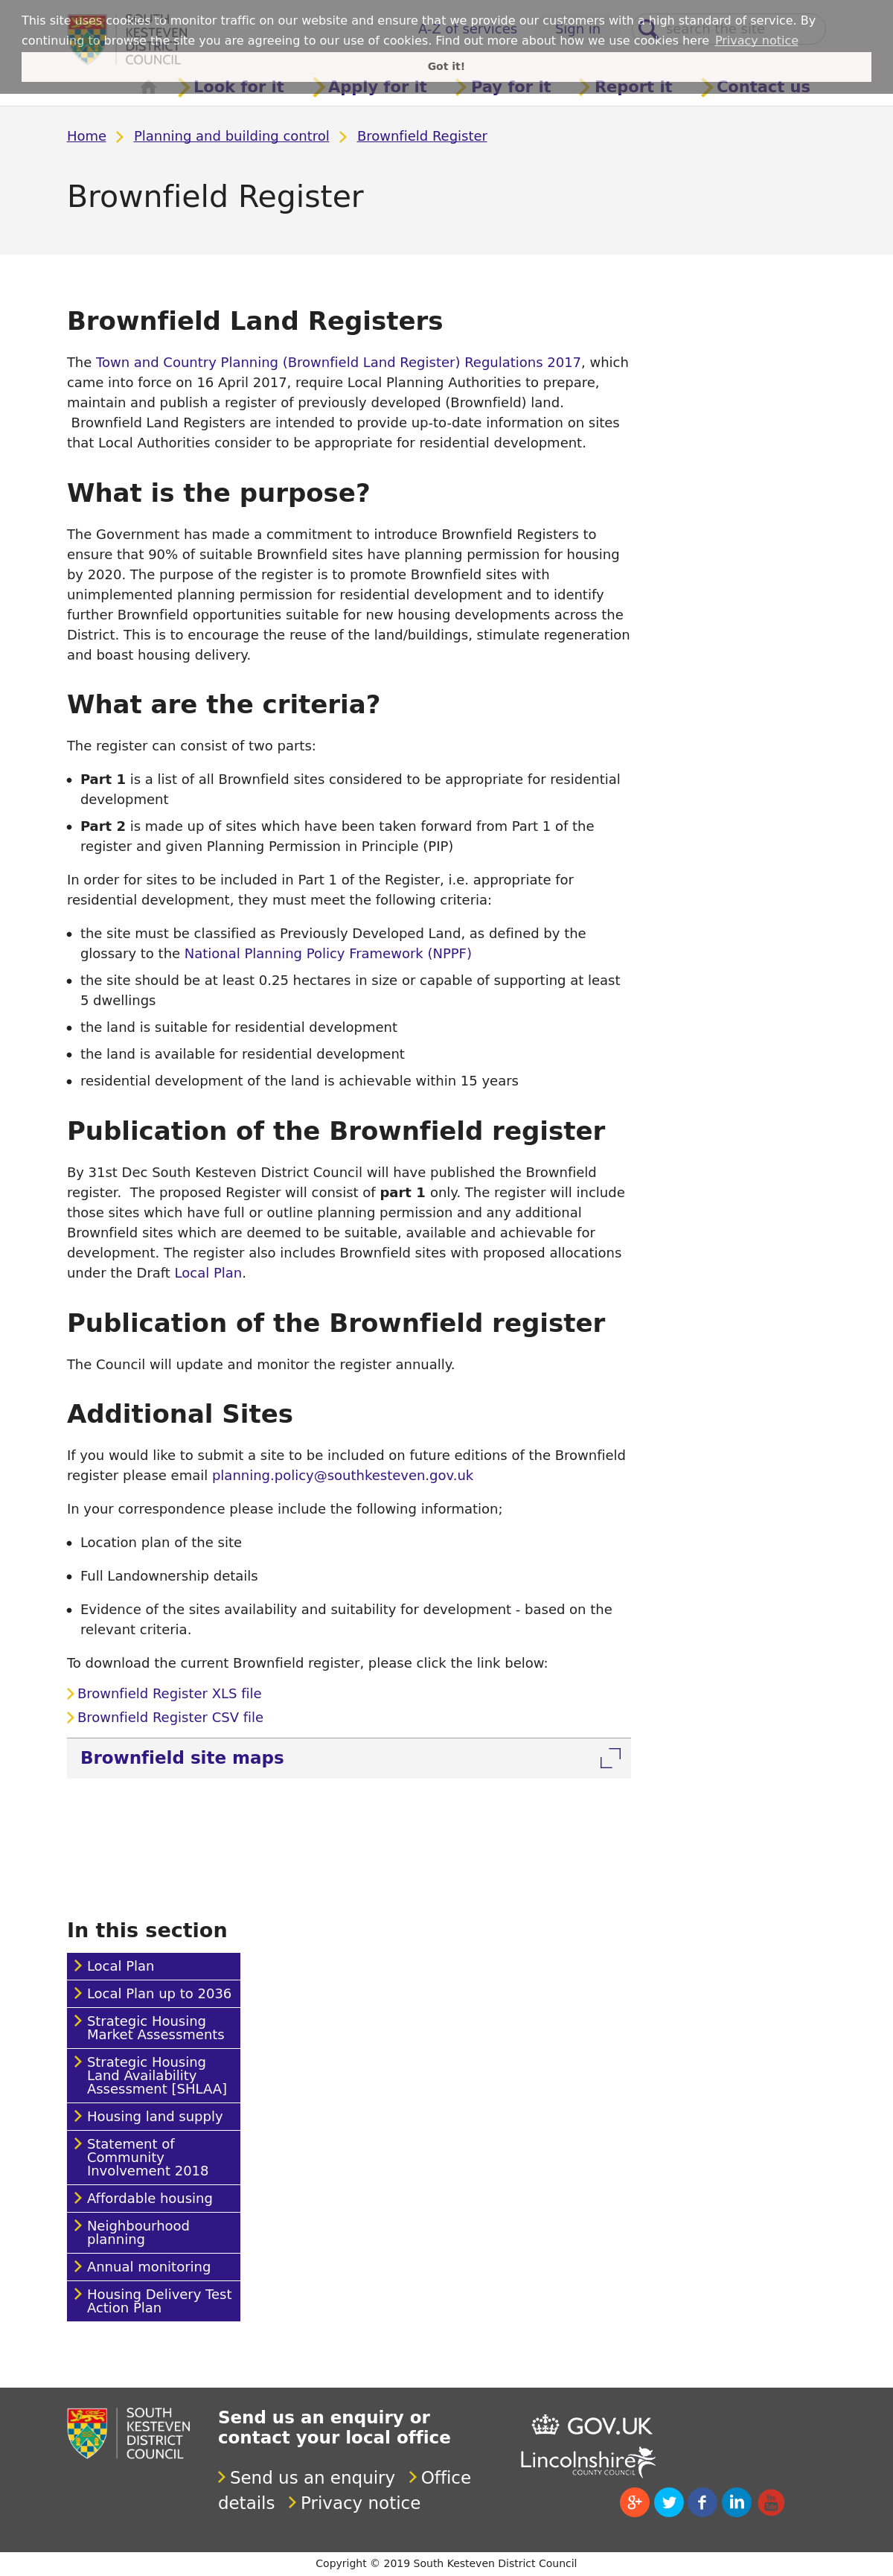 This site uses cookies to monitor traffic on our website and ensure that we provide our customers with a high standard of service. By
continuing to browse the site you are agreeing to our use of cookies. Find out more about how we use cookies here Privacy notice
Got it!
SOUTH
KESTEVEN
DISTRICT
COUNCIL
A-Z of services
Sign in
search the site
Look for it
Apply for it
Pay for it
Report it
Contact us
Home
Planning and building control
Brownfield Register
Brownfield Register
Brownfield Land Registers
The Town and Country Planning (Brownfield Land Register) Regulations 2017, which
came into force on 16 April 2017, require Local Planning Authorities to prepare,
maintain and publish a register of previously developed (Brownfield) land.
Brownfield Land Registers are intended to provide up-to-date information on sites
that Local Authorities consider to be appropriate for residential development.
What is the purpose?
The Government has made a commitment to introduce Brownfield Registers to
ensure that 90% of suitable Brownfield sites have planning permission for housing
by 2020. The purpose of the register is to promote Brownfield sites with
unimplemented planning permission for residential development and to identify
further Brownfield opportunities suitable for new housing developments across the
District. This is to encourage the reuse of the land/buildings, stimulate regeneration
and boast housing delivery.
What are the criteria?
The register can consist of two parts:
Part 1 is a list of all Brownfield sites considered to be appropriate for residential
development
Part 2 is made up of sites which have been taken forward from Part 1 of the
register and given Planning Permission in Principle (PIP)
In order for sites to be included in Part 1 of the Register, i.e. appropriate for
residential development, they must meet the following criteria:
the site must be classified as Previously Developed Land, as defined by the
glossary to the National Planning Policy Framework (NPPF)
the site should be at least 0.25 hectares in size or capable of supporting at least
5 dwellings
the land is suitable for residential development
the land is available for residential development
residential development of the land is achievable within 15 years
Publication of the Brownfield register
By 31st Dec South Kesteven District Council will have published the Brownfield
register. The proposed Register will consist of part 1 only. The register will include
those sites which have full or outline planning permission and any additional
Brownfield sites which are deemed to be suitable, available and achievable for
development. The register also includes Brownfield sites with proposed allocations
under the Draft Local Plan.
Publication of the Brownfield register
The Council will update and monitor the register annually.
Additional Sites
If you would like to submit a site to be included on future editions of the Brownfield
register please email planning.policy@southkesteven.gov.uk
In your correspondence please include the following information;
Location plan of the site
Full Landownership details
Evidence of the sites availability and suitability for development - based on the
relevant criteria.
To download the current Brownfield register, please click the link below:
Brownfield Register XLS file
Brownfield Register CSV file
Brownfield site maps
In this section
Local Plan
Local Plan up to 2036
Strategic Housing
Market Assessments
Strategic Housing
Land Availability
Assessment [SHLAA]
Housing land supply
Statement of
Community
Involvement 2018
Affordable housing
Neighbourhood
planning
Annual monitoring
Housing Delivery Test
Action Plan
SOUTH
KESTEVEN
DISTRICT
COUNCIL
Send us an enquiry or
contact your local office
Send us an enquiry
Office
details
Privacy notice
GOV.UK
Lincolnshire
COUNTY COUNCIL
Copyright © 2019 South Kesteven District Council